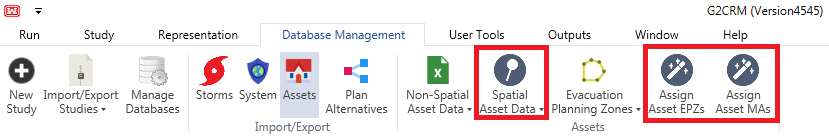 G2CRM (Version4545)
Run Study Representation Database Management User Tools Outputs Window Help
New Study
Import/Export Studies
Manage Databases
Storms
System
Assets
Plan Alternatives
Import/Export
Non-Spatial Asset Data
Spatial Asset Data
Evacuation Planning Zones
Assign Asset EPZs
Assign Asset MAs
Assets